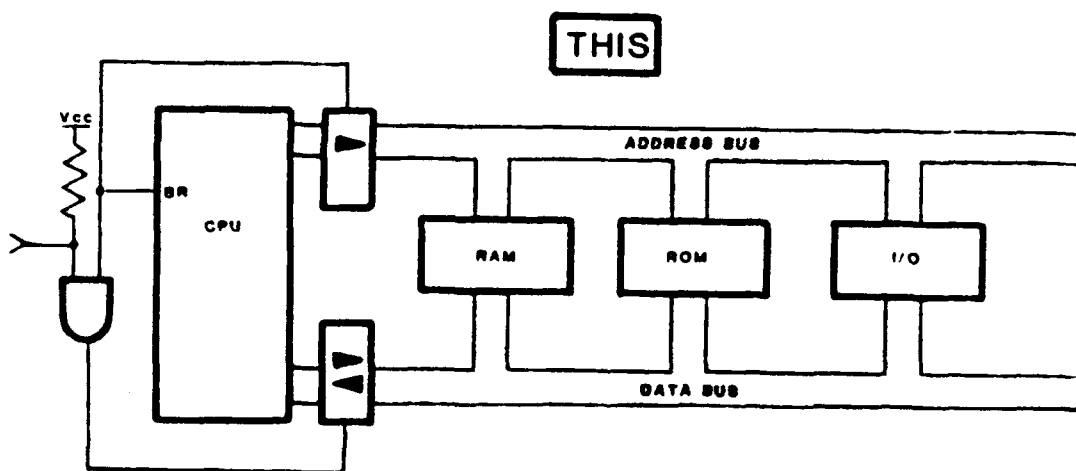 THIS
Vcc
ADDRESS BUS
BR
CPU
RAM
ROM
I/O
DATA BUS